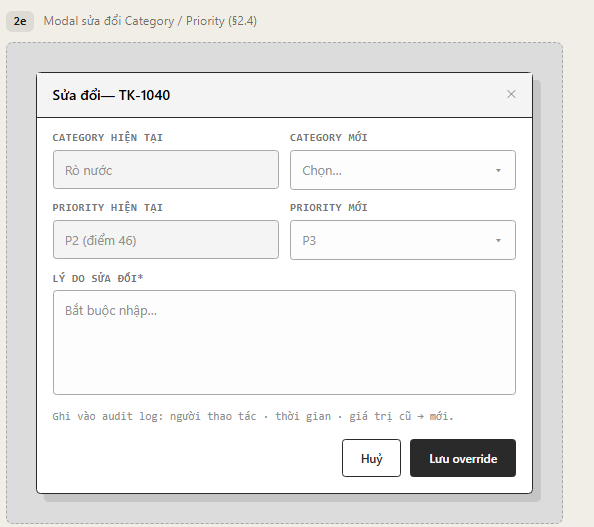 2e Modal sửa đổi Category / Priority (§2.4)
Sửa đổi— TK-1040 ×
CATEGORY HIỆN TẠI CATEGORY MỚI
Rò nước Chọn...
PRIORITY HIỆN TẠI PRIORITY MỚI
P2 (điểm 46) P3
LÝ DO SỬA ĐỔI*
Bắt buộc nhập...
Ghi vào audit log: người thao tác · thời gian · giá trị cũ → mới.
Huỷ Lưu override